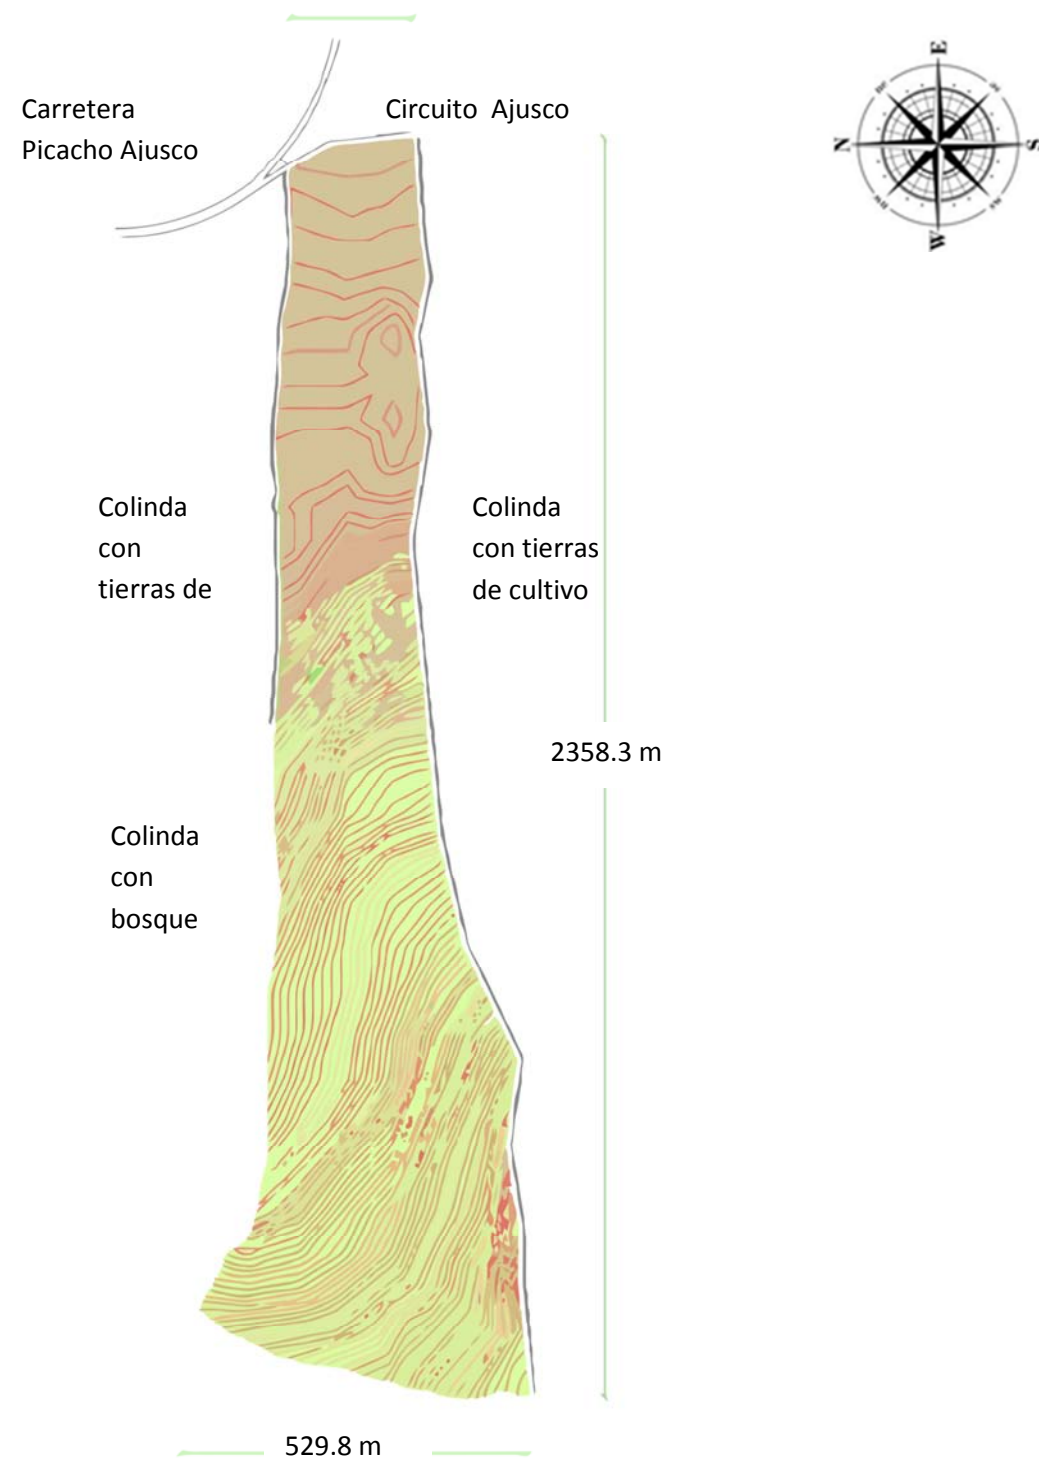 Carretera
Picacho Ajusco
Circuito Ajusco
E
N
S
W
Colinda
con
tierras de
Colinda
con tierras
de cultivo
2358.3 m
Colinda
con
bosque
529.8 m